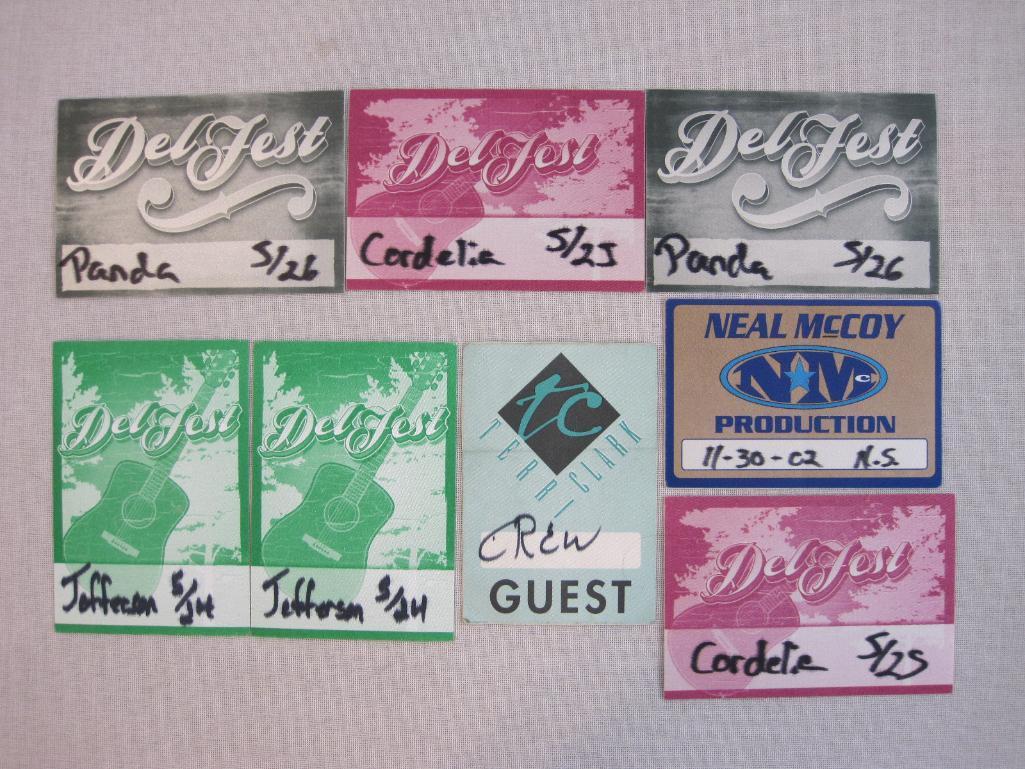 DelFest
Panda 5/26
DelFest
Cordelia 5/25
DelFest
Panda 5/26
DelFest
Jefferson 5/24
DelFest
Jefferson 5/24
tc
TERRI CLARK
CREW
GUEST
NEAL McCOY
NMc
PRODUCTION
11-30-02 N.S.
DelFest
Cordelia 5/25